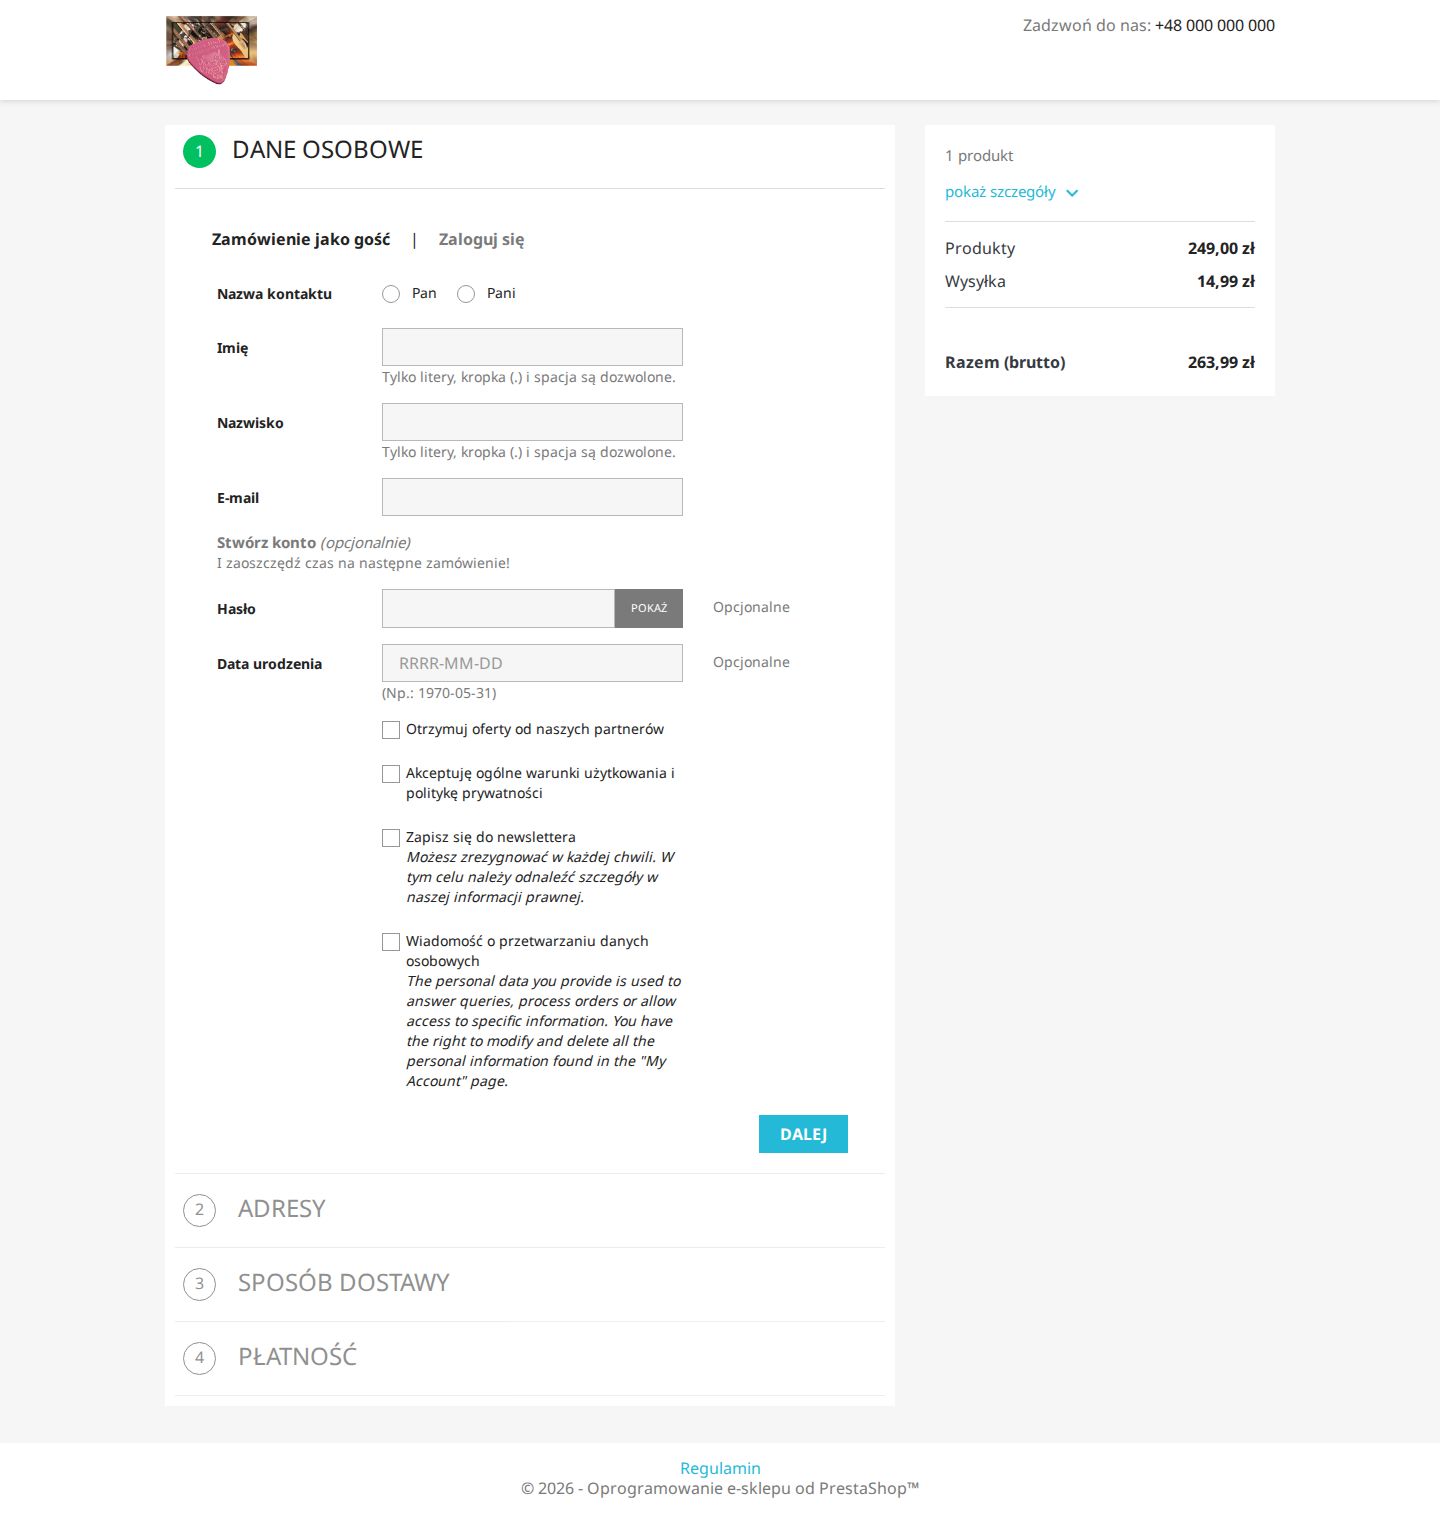 Zadzwoń do nas: +48 000 000 000
1 DANE OSOBOWE
Zamówienie jako gość | Zaloguj się
Nazwa kontaktu Pan Pani
Imię
Tylko litery, kropka (.) i spacja są dozwolone.
Nazwisko
Tylko litery, kropka (.) i spacja są dozwolone.
E-mail
Stwórz konto (opcjonalnie)
I zaoszczędź czas na następne zamówienie!
Hasło POKAŻ Opcjonalne
Data urodzenia RRRR-MM-DD Opcjonalne
(Np.: 1970-05-31)
Otrzymuj oferty od naszych partnerów
Akceptuję ogólne warunki użytkowania i
politykę prywatności
Zapisz się do newslettera
Możesz zrezygnować w każdej chwili. W
tym celu należy odnaleźć szczegóły w
naszej informacji prawnej.
Wiadomość o przetwarzaniu danych
osobowych
The personal data you provide is used to
answer queries, process orders or allow
access to specific information. You have
the right to modify and delete all the
personal information found in the "My
Account" page.
DALEJ
2 ADRESY
3 SPOSÓB DOSTAWY
4 PŁATNOŚĆ
1 produkt
pokaż szczegóły
Produkty 249,00 zł
Wysyłka 14,99 zł
Razem (brutto) 263,99 zł
Regulamin
© 2026 - Oprogramowanie e-sklepu od PrestaShop™